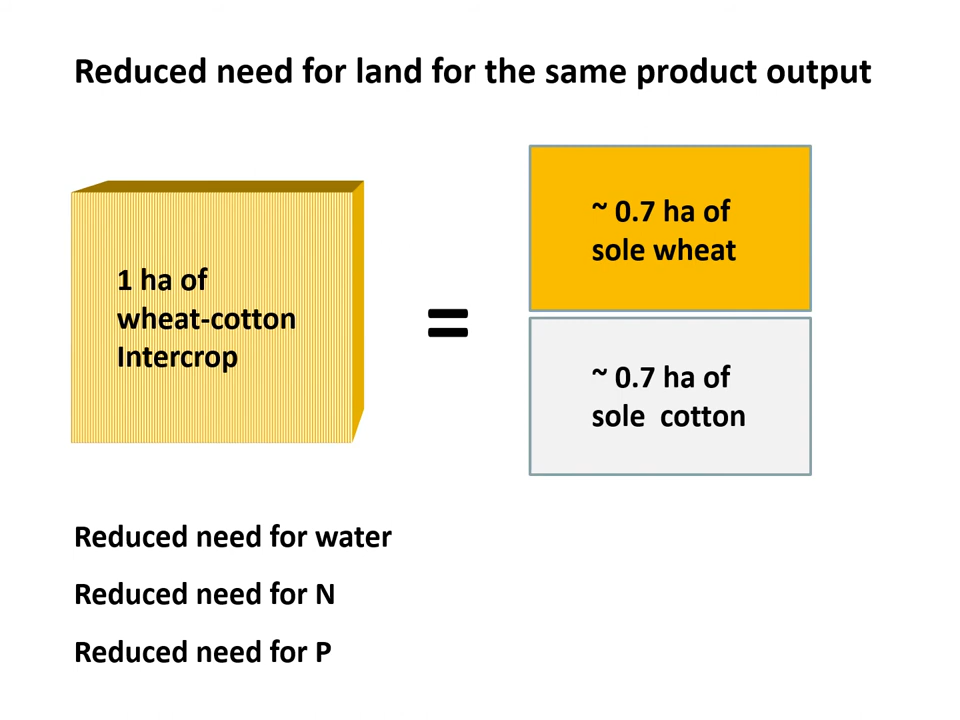 Reduced need for land for the same product output
1 ha of
wheat-cotton
Intercrop
=
~ 0.7 ha of
sole wheat
~ 0.7 ha of
sole cotton
Reduced need for water
Reduced need for N
Reduced need for P